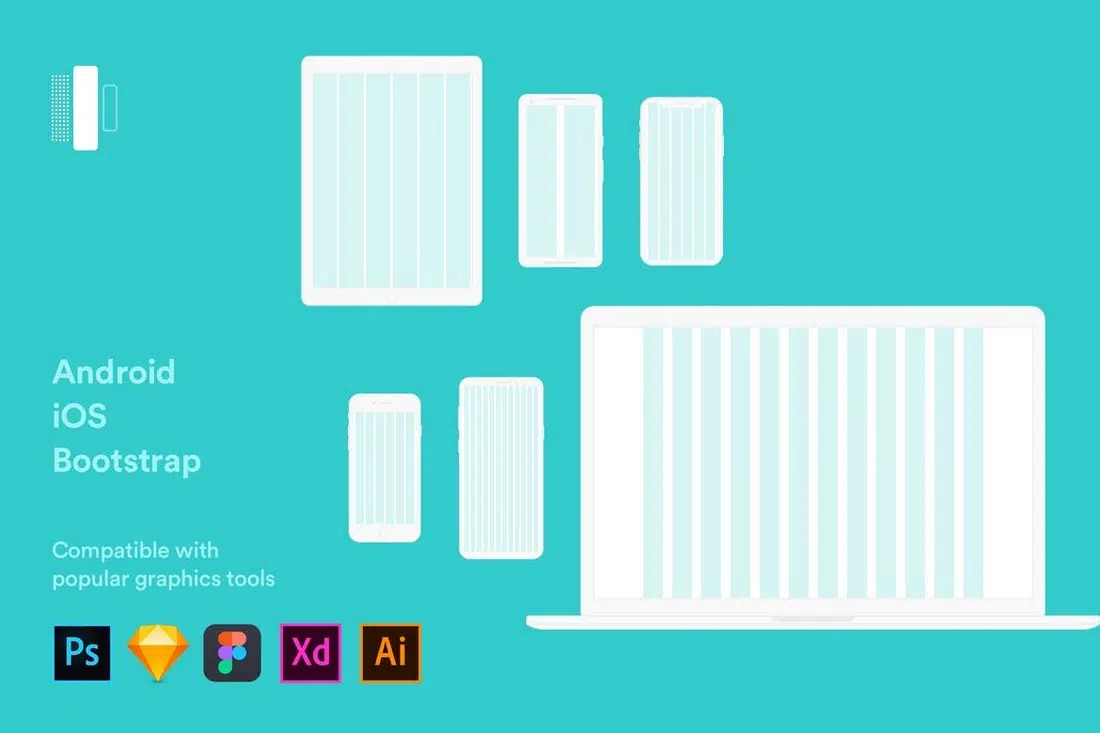 Android
iOS
Bootstrap
Compatible with
popular graphics tools
Ps
Xd
Ai